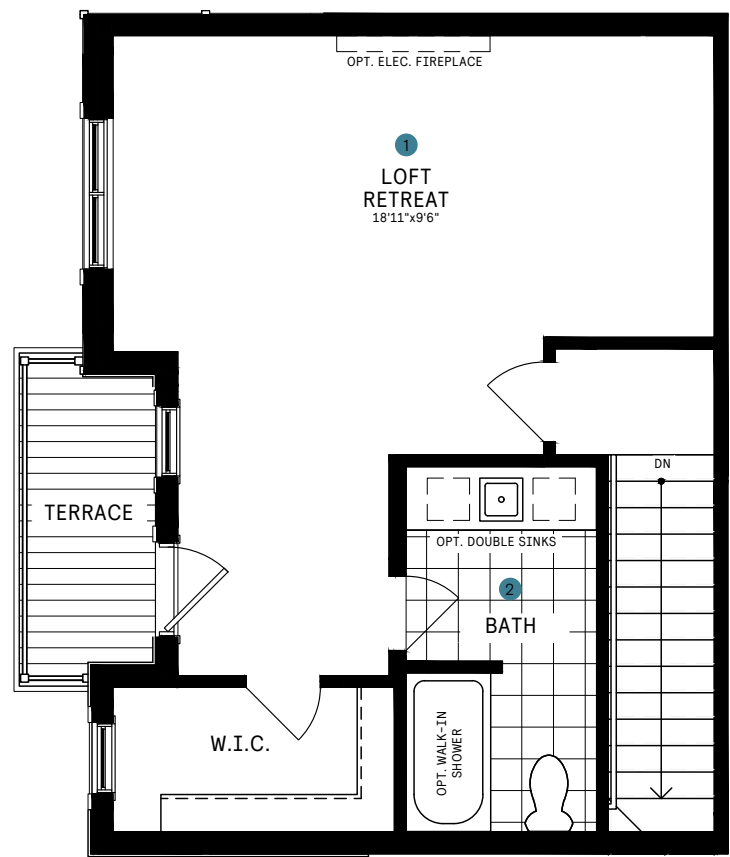 OPT. ELEC. FIREPLACE
1
LOFT
RETREAT
18'11"x9'6"
DN
TERRACE
OPT. DOUBLE SINKS
2
BATH
OPT. WALK-IN
SHOWER
W.I.C.